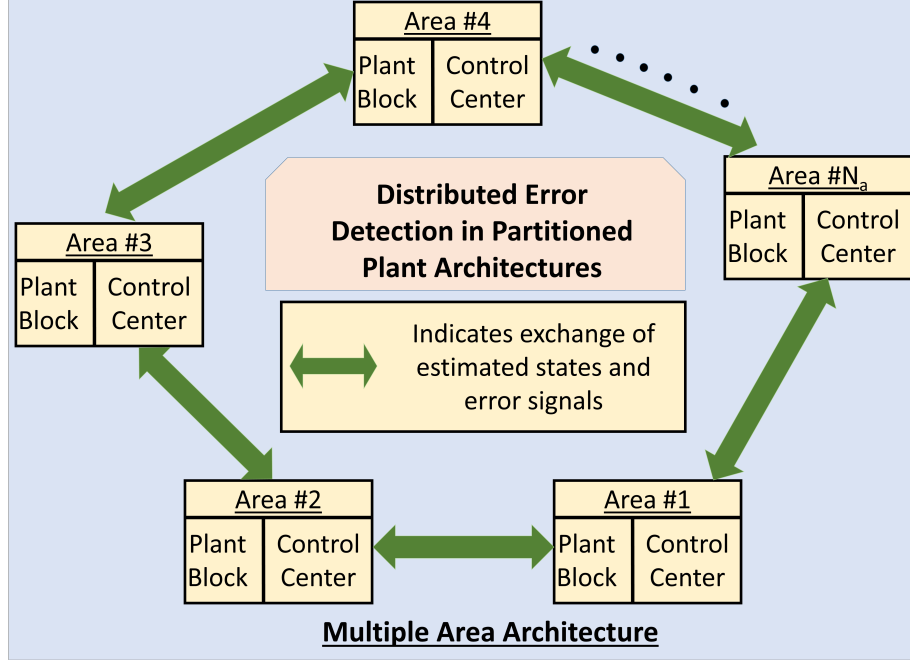 Area #4
Plant
Block
Control
Center
Area #Nₐ
Plant
Block
Control
Center
Distributed Error
Detection in Partitioned
Plant Architectures
Area #3
Plant
Block
Control
Center
Indicates exchange of
estimated states and
error signals
Area #2
Plant
Block
Control
Center
Area #1
Plant
Block
Control
Center
Multiple Area Architecture